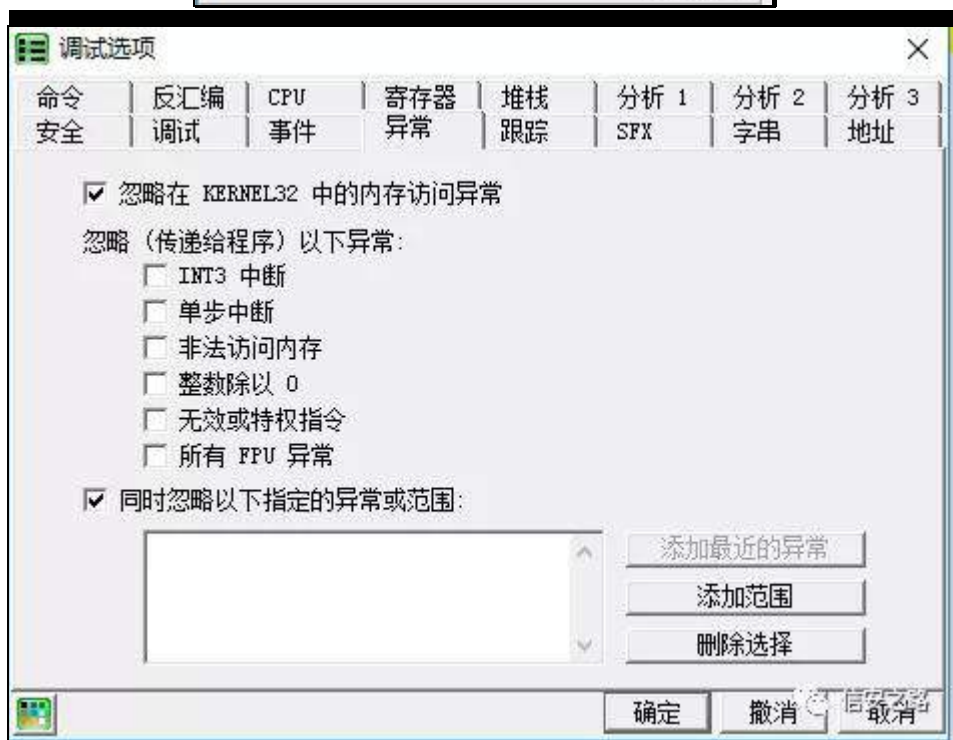 调试选项
命令 反汇编 CPU 寄存器 堆栈 分析 1 分析 2 分析 3
安全 调试 事件 异常 跟踪 SFX 字串 地址
忽略在 KERNEL32 中的内存访问异常
忽略（传递给程序）以下异常:
INT3 中断
单步中断
非法访问内存
整数除以 0
无效或特权指令
所有 FPU 异常
同时忽略以下指定的异常或范围:
添加最近的异常
添加范围
删除选择
确定 撤消 取消
信安之路